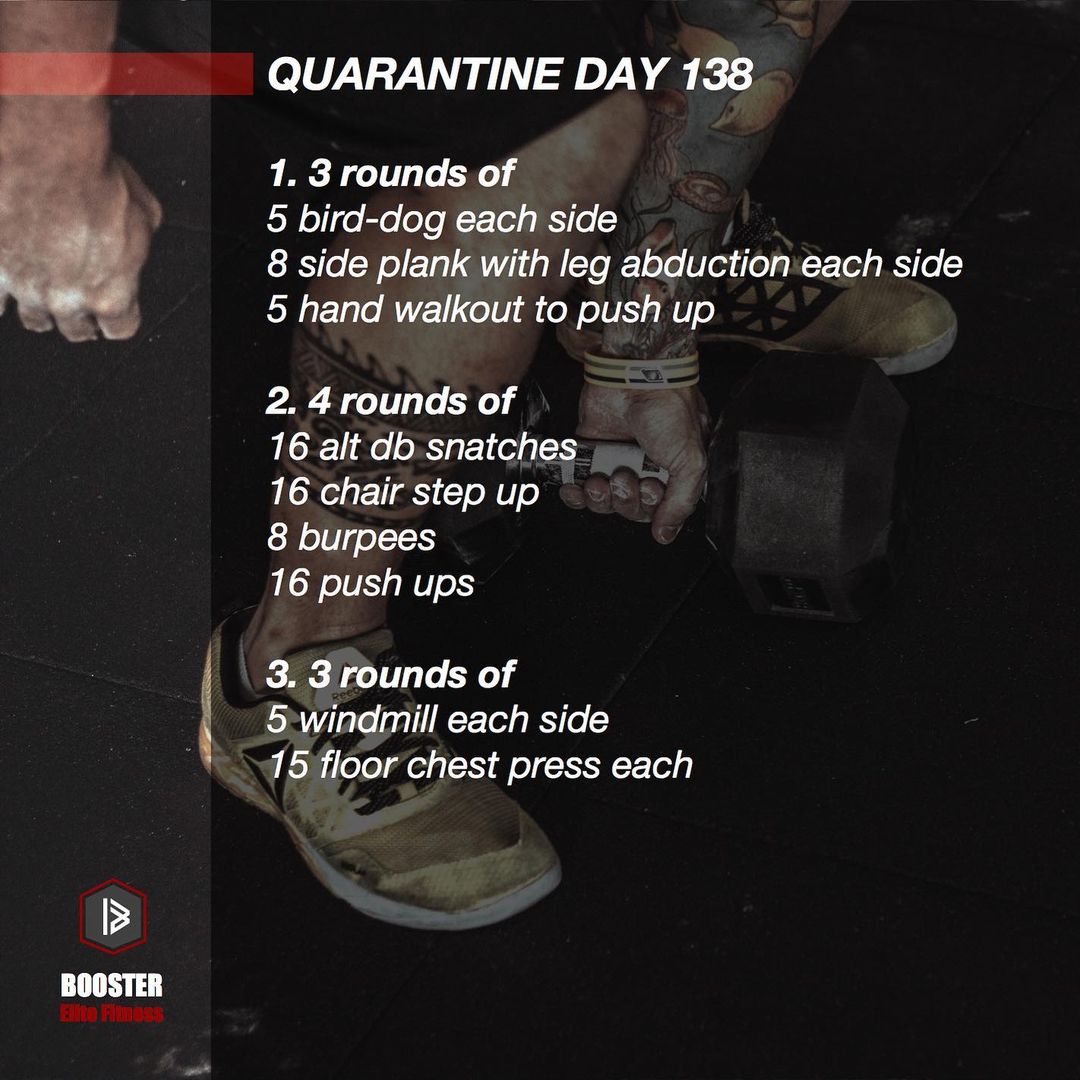 QUARANTINE DAY 138
1. 3 rounds of
5 bird-dog each side
8 side plank with leg abduction each side
5 hand walkout to push up
2. 4 rounds of
16 alt db snatches
16 chair step up
8 burpees
16 push ups
3. 3 rounds of
5 windmill each side
15 floor chest press each
BOOSTER
Elite Fitness